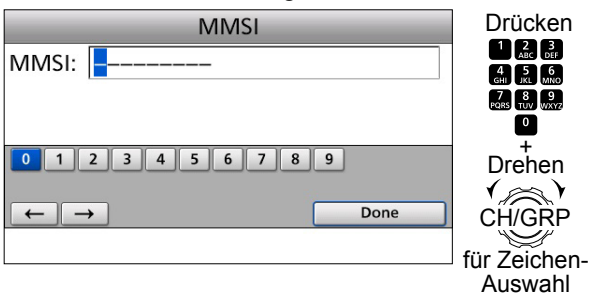 MMSI
MMSI: ---------
0 1 2 3 4 5 6 7 8 9
← → Done
Drücken
1 2 ABC 3 DEF
4 GHI 5 JKL 6 MNO
7 PQRS 8 TUV 9 WXYZ
0
+
Drehen
CH/GRP
für Zeichen-
Auswahl